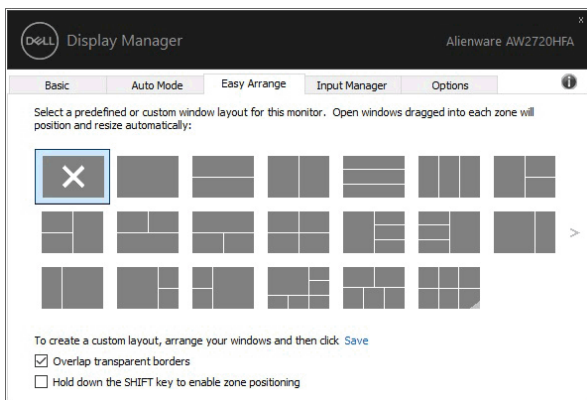 x
DELL Display Manager Alienware AW2720HFA
Basic Auto Mode Easy Arrange Input Manager Options i
Select a predefined or custom window layout for this monitor. Open windows dragged into each zone will
position and resize automatically:
>
To create a custom layout, arrange your windows and then click Save
Overlap transparent borders
Hold down the SHIFT key to enable zone positioning